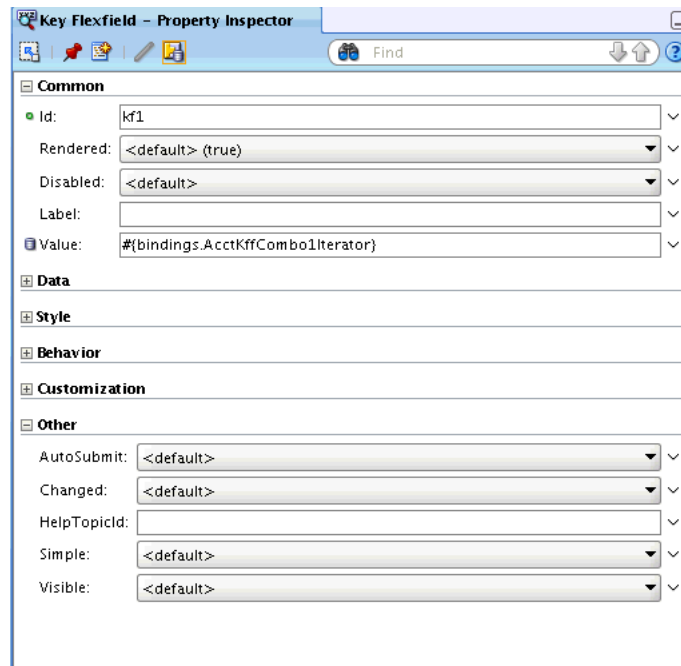 Key Flexfield - Property Inspector
Find
Common
Id: kf1
Rendered: <default> (true)
Disabled: <default>
Label:
Value: #{bindings.AcctKffCombo1Iterator}
Data
Style
Behavior
Customization
Other
AutoSubmit: <default>
Changed: <default>
HelpTopicId:
Simple: <default>
Visible: <default>